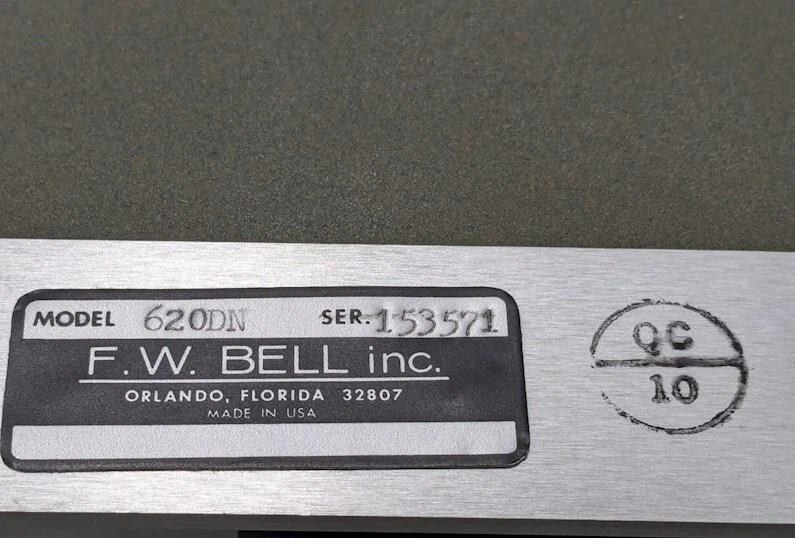 MODEL 620DN SER. 153571
F.W. BELL inc.
ORLANDO, FLORIDA 32807
MADE IN USA
QC
10